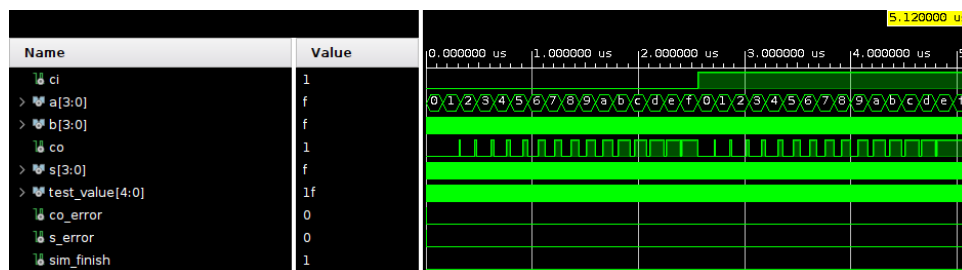 5.120000 u
Name Value 0.000000 us 1.000000 us 2.000000 us 3.000000 us 4.000000 us 5
ci 1
a[3:0] f 0 1 2 3 4 5 6 7 8 9 a b c d e f 0 1 2 3 4 5 6 7 8 9 a b c d e f
b[3:0] f
co 1
s[3:0] f
test_value[4:0] 1f
co_error 0
s_error 0
sim_finish 1